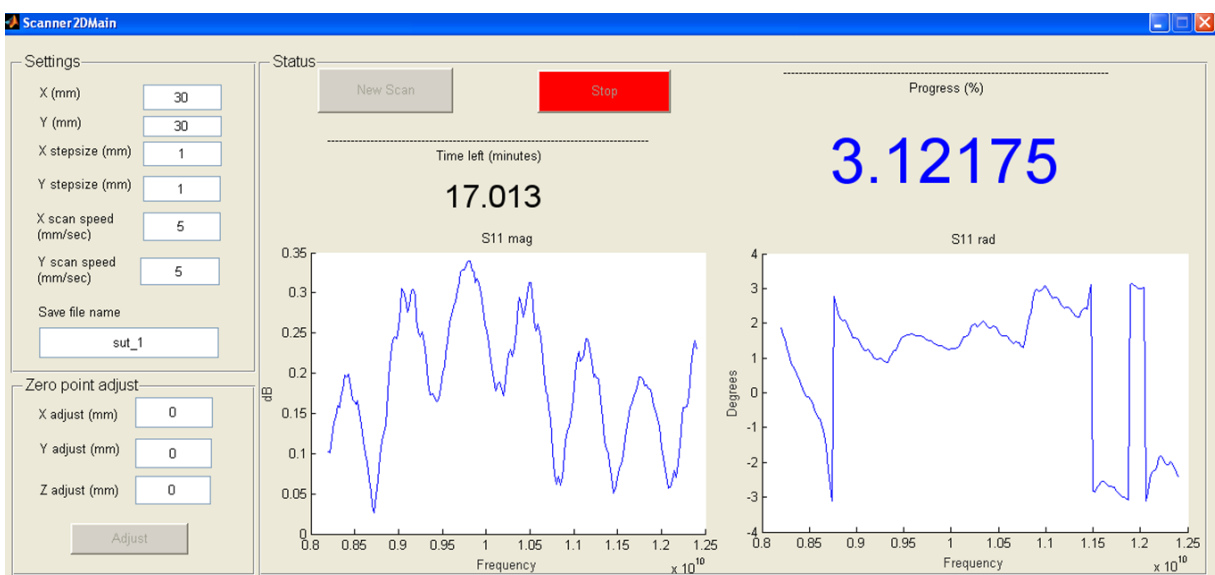 Scanner2DMain
Settings
X (mm) 30
Y (mm) 30
X stepsize (mm) 1
Y stepsize (mm) 1
X scan speed
(mm/sec) 5
Y scan speed
(mm/sec) 5
Save file name
sut_1
Zero point adjust
X adjust (mm) 0
Y adjust (mm) 0
Z adjust (mm) 0
Adjust
Status
New Scan
Stop
Time left (minutes)
17.013
Progress (%)
3.12175
S11 mag
0.35
0.3
0.25
0.2
0.15
0.1
0.05
0
dB
0.8 0.85 0.9 0.95 1 1.05 1.1 1.15 1.2 1.25
Frequency
x 10^10
S11 rad
4
3
2
1
0
-1
-2
-3
-4
Degrees
0.8 0.85 0.9 0.95 1 1.05 1.1 1.15 1.2 1.25
Frequency
x 10^10